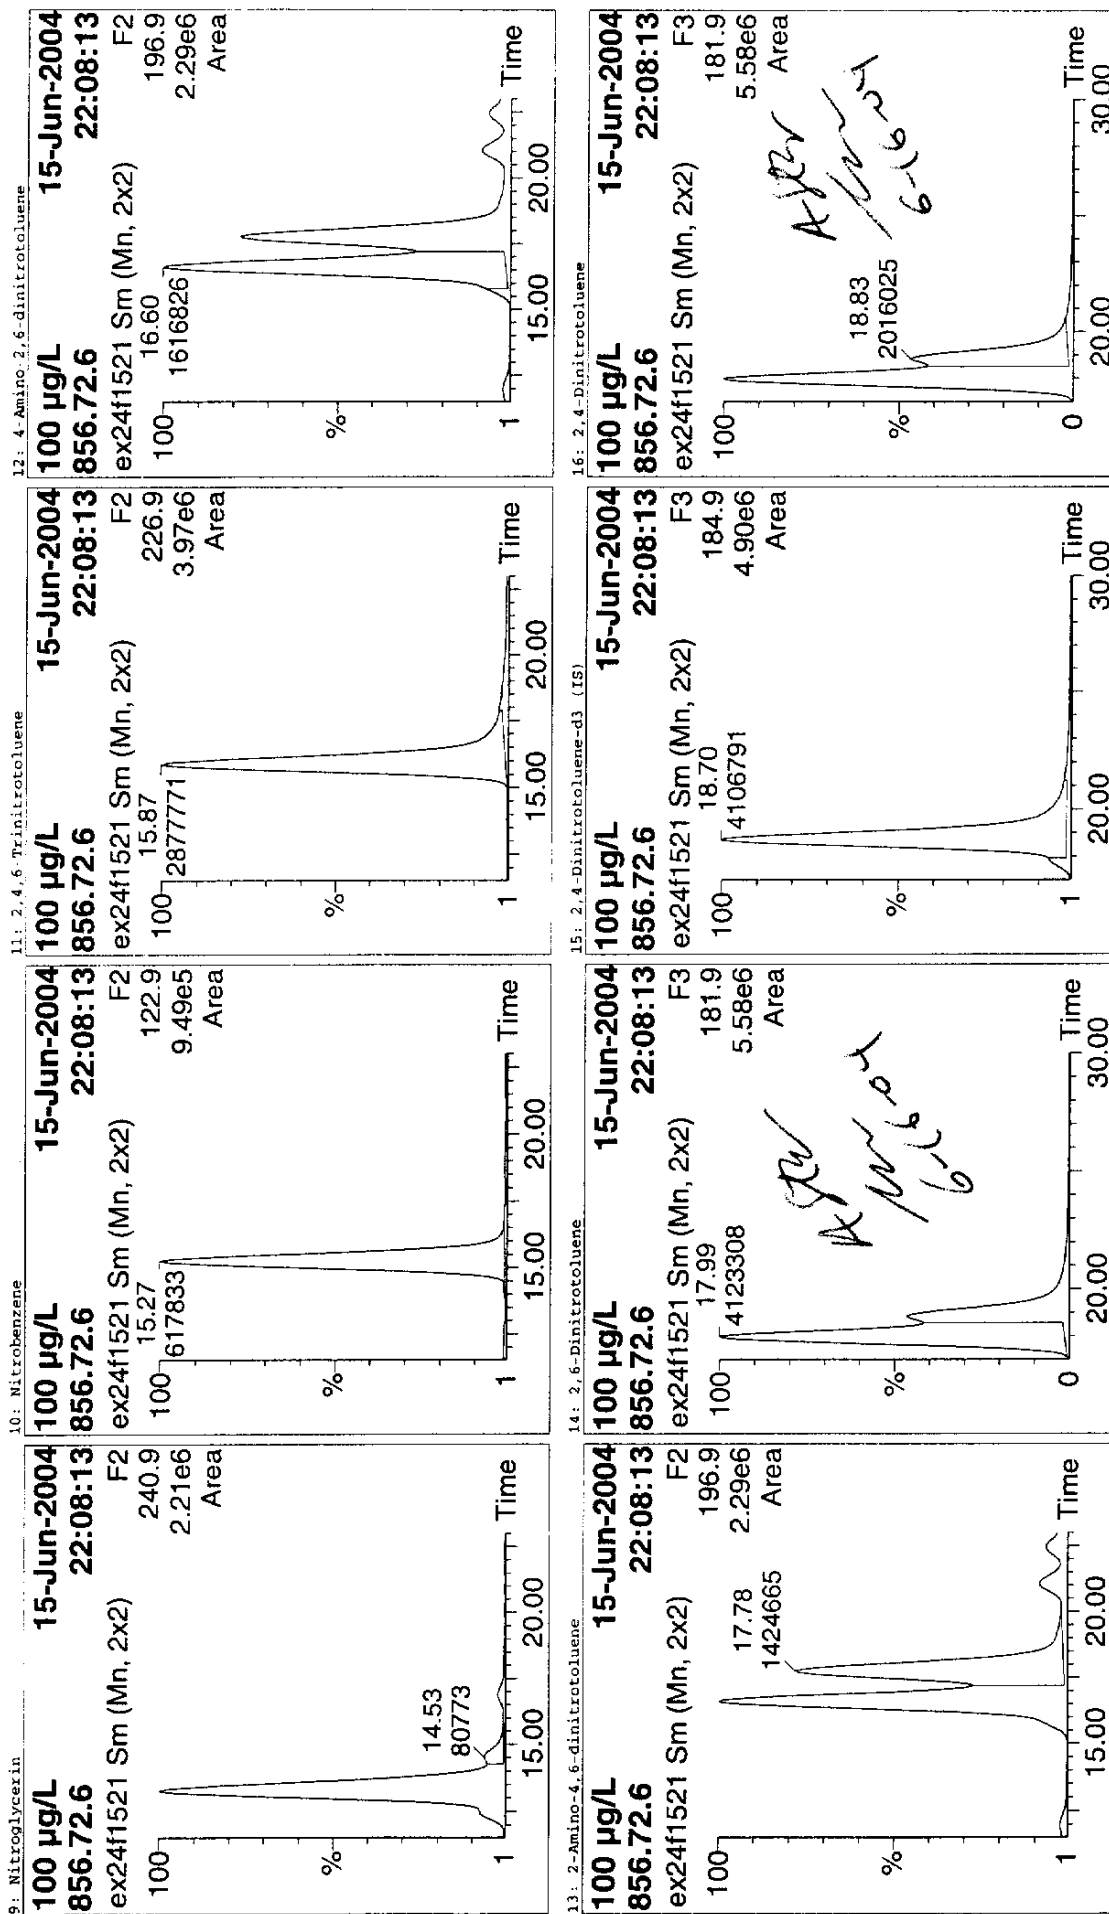 9: Nitroglycerin
100 µg/L 15-Jun-2004
856.72.6 22:08:13
ex24f1521 Sm (Mn, 2x2) F2
240.9
2.21e6
Area
100
%
1
14.53
80773
15.00 20.00 Time
10: Nitrobenzene
100 µg/L 15-Jun-2004
856.72.6 22:08:13
ex24f1521 Sm (Mn, 2x2) F2
122.9
9.49e5
Area
15.27
617833
100
%
1
15.00 20.00 Time
11: 2,4,6-Trinitrotoluene
100 µg/L 15-Jun-2004
856.72.6 22:08:13
ex24f1521 Sm (Mn, 2x2) F2
226.9
3.97e6
Area
15.87
2877771
100
%
1
15.00 20.00 Time
12: 4-Amino-2,6-dinitrotoluene
100 µg/L 15-Jun-2004
856.72.6 22:08:13
ex24f1521 Sm (Mn, 2x2) F2
196.9
2.29e6
Area
16.60
1616826
100
%
1
15.00 20.00 Time
13: 2-Amino-4,6-dinitrotoluene
100 µg/L 15-Jun-2004
856.72.6 22:08:13
ex24f1521 Sm (Mn, 2x2) F2
196.9
2.29e6
Area
17.78
1424665
100
%
1
15.00 20.00 Time
14: 2,6-Dinitrotoluene
100 µg/L 15-Jun-2004
856.72.6 22:08:13
ex24f1521 Sm (Mn, 2x2) F3
181.9
5.58e6
Area
17.99
4123308
100
%
0
20.00 30.00 Time
15: 2,4-Dinitrotoluene-d3 (IS)
100 µg/L 15-Jun-2004
856.72.6 22:08:13
ex24f1521 Sm (Mn, 2x2) F3
184.9
4.90e6
Area
18.70
4106791
100
%
1
20.00 30.00 Time
16: 2,4-Dinitrotoluene
100 µg/L 15-Jun-2004
856.72.6 22:08:13
ex24f1521 Sm (Mn, 2x2) F3
181.9
5.58e6
Area
18.83
2016025
100
%
0
20.00 30.00 Time